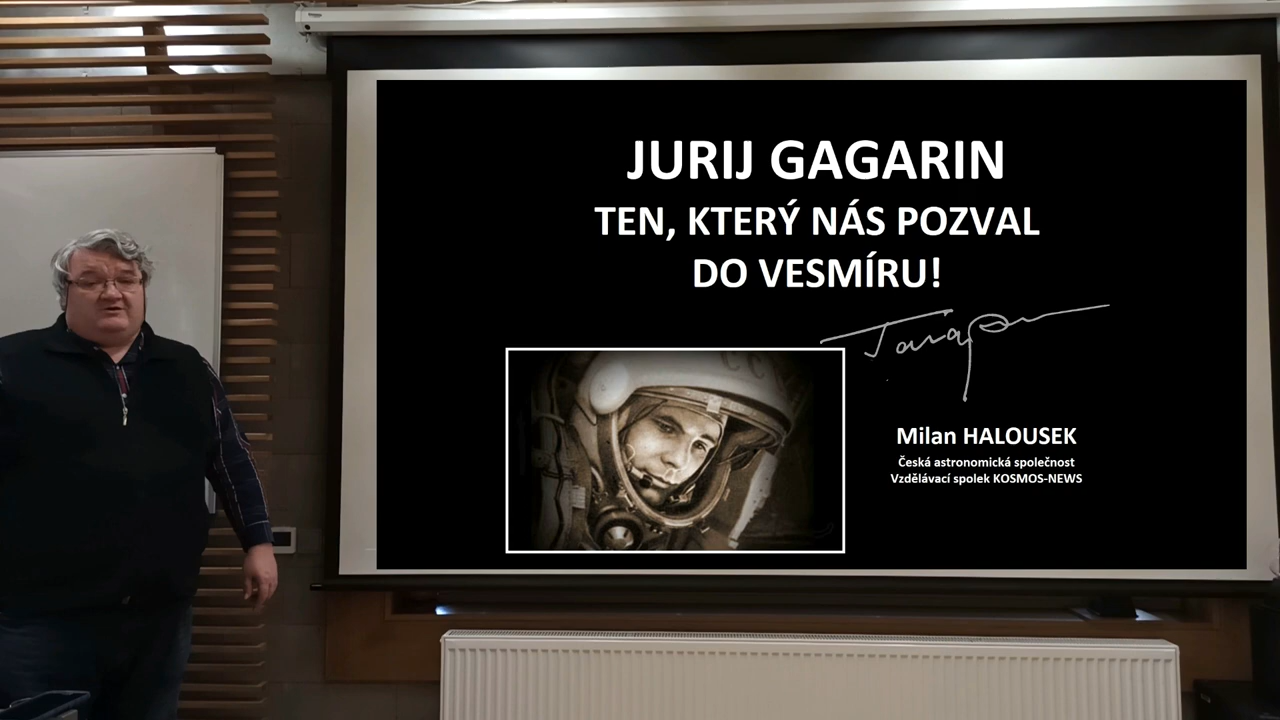 JURIJ GAGARIN
TEN, KTERÝ NÁS POZVAL
DO VESMÍRU!
Milan HALOUSEK
Česká astronomická společnost
Vzdělávací spolek KOSMOS-NEWS